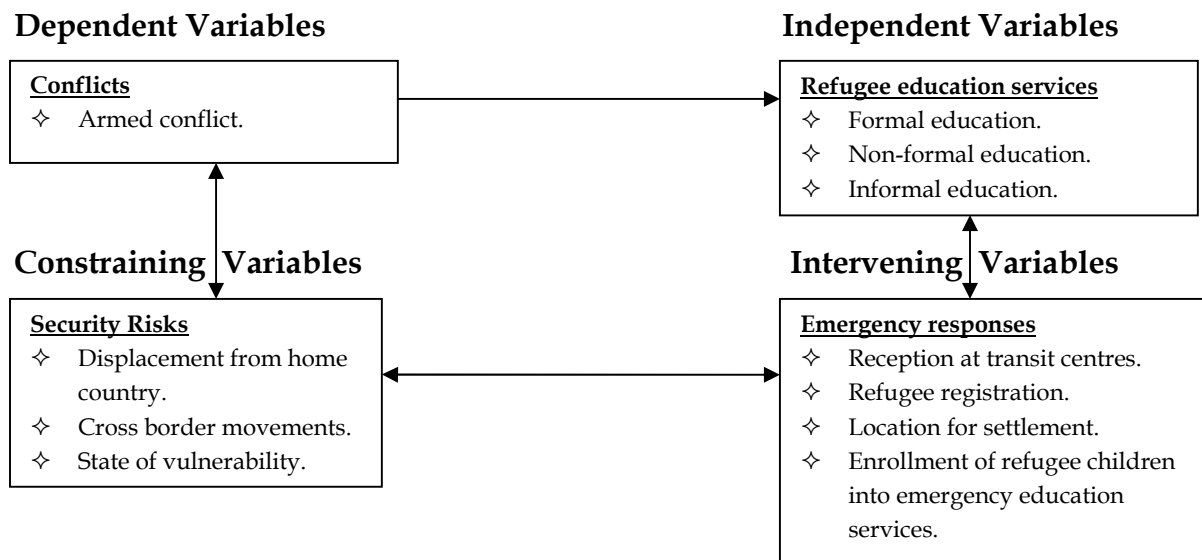 Dependent Variables
Conflicts
✧ Armed conflict.
Independent Variables
Refugee education services
✧ Formal education.
✧ Non-formal education.
✧ Informal education.
Constraining Variables
Security Risks
✧ Displacement from home
country.
✧ Cross border movements.
✧ State of vulnerability.
Intervening Variables
Emergency responses
✧ Reception at transit centres.
✧ Refugee registration.
✧ Location for settlement.
✧ Enrollment of refugee children
into emergency education
services.